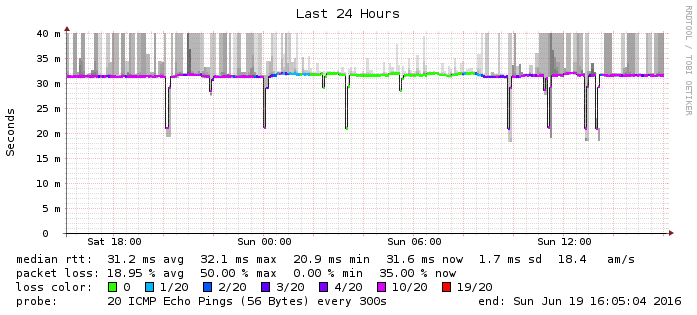 Last 24 Hours
RRDTOOL / TOBI OETIKER
Seconds
40 m
35 m
30 m
25 m
20 m
15 m
10 m
5 m
0
Sat 18:00 Sun 00:00 Sun 06:00 Sun 12:00
median rtt: 31.2 ms avg 32.1 ms max 20.9 ms min 31.6 ms now 1.7 ms sd 18.4 am/s
packet loss: 18.95 % avg 50.00 % max 0.00 % min 35.00 % now
loss color: 0 1/20 2/20 3/20 4/20 10/20 19/20
probe: 20 ICMP Echo Pings (56 Bytes) every 300s end: Sun Jun 19 16:05:04 2016